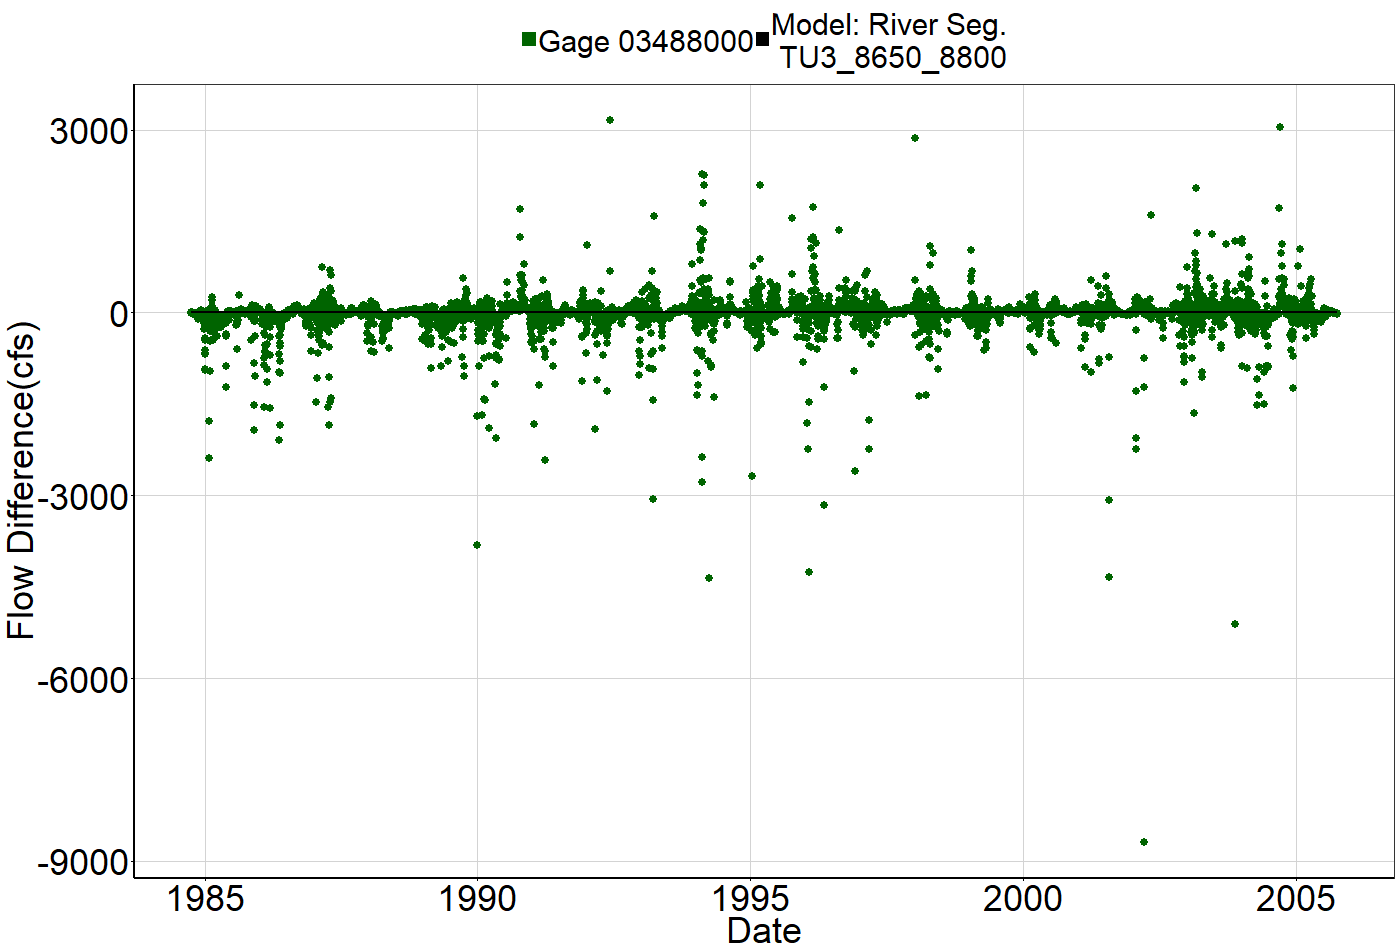 Gage 03488000
Model: River Seg.
TU3_8650_8800
3000
0
-3000
-6000
-9000
Flow Difference(cfs)
1985 1990 1995 2000 2005
Date